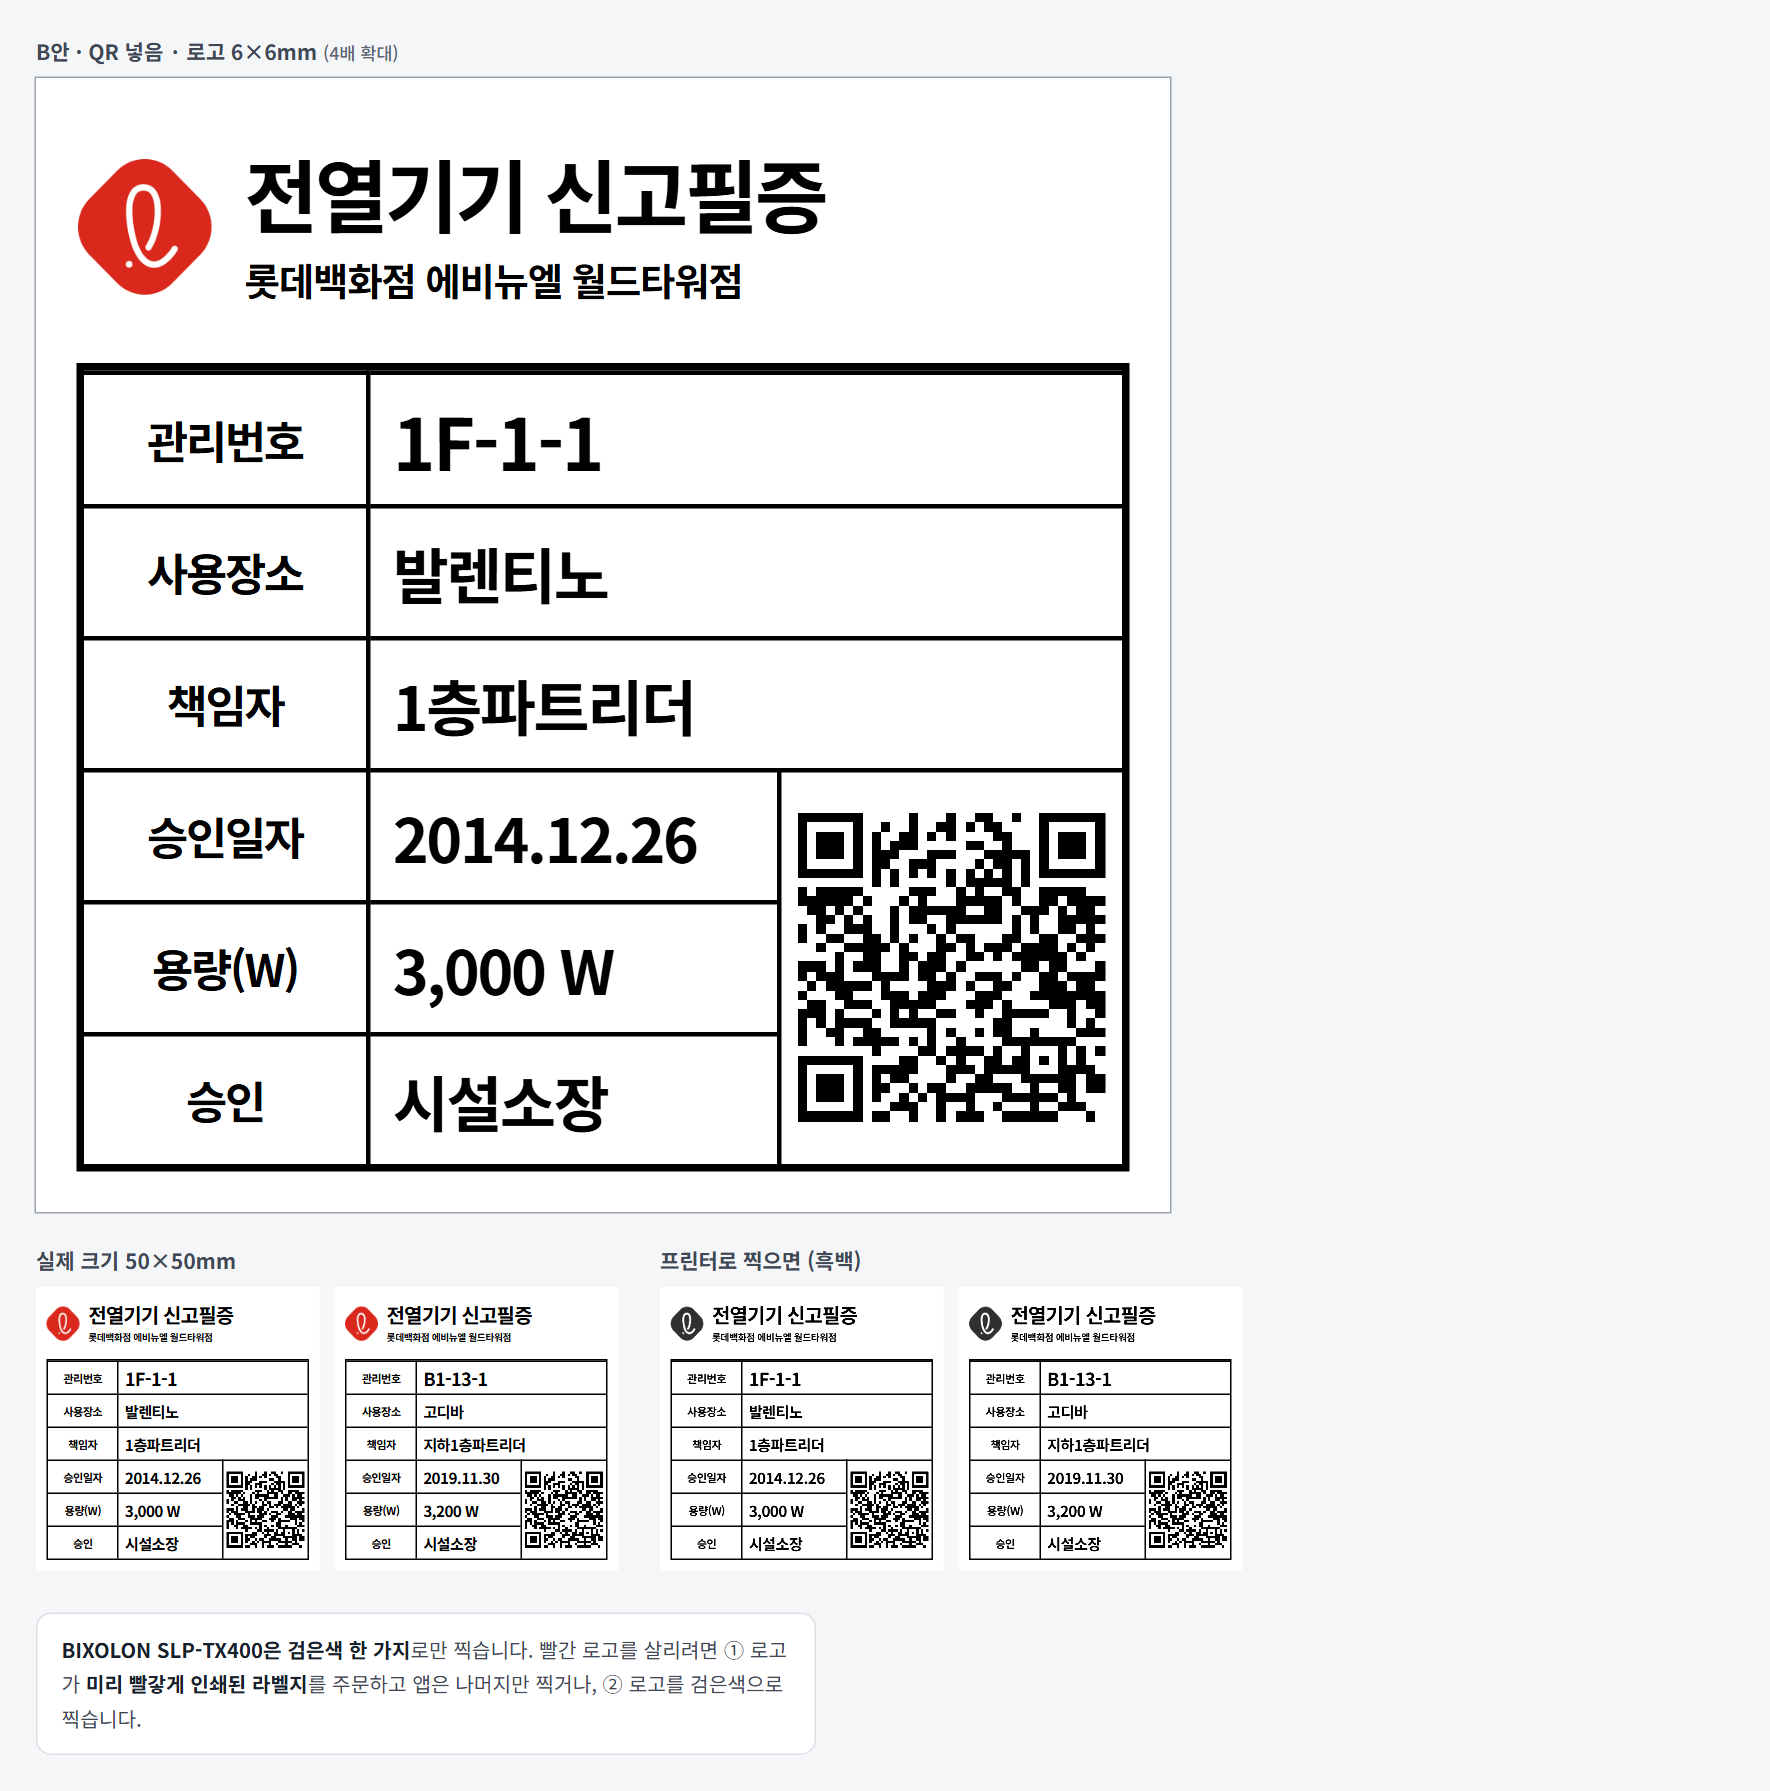 B안 · QR 넣음 · 로고 6×6mm (4배 확대)
전열기기 신고필증
롯데백화점 에비뉴엘 월드타워점
관리번호 1F-1-1
사용장소 발렌티노
책임자 1층파트리더
승인일자 2014.12.26
용량(W) 3,000 W
승인 시설소장
실제 크기 50×50mm
전열기기 신고필증
롯데백화점 에비뉴엘 월드타워점
관리번호 1F-1-1
사용장소 발렌티노
책임자 1층파트리더
승인일자 2014.12.26
용량(W) 3,000 W
승인 시설소장
전열기기 신고필증
롯데백화점 에비뉴엘 월드타워점
관리번호 B1-13-1
사용장소 고디바
책임자 지하1층파트리더
승인일자 2019.11.30
용량(W) 3,200 W
승인 시설소장
프린터로 찍으면 (흑백)
전열기기 신고필증
롯데백화점 에비뉴엘 월드타워점
관리번호 1F-1-1
사용장소 발렌티노
책임자 1층파트리더
승인일자 2014.12.26
용량(W) 3,000 W
승인 시설소장
전열기기 신고필증
롯데백화점 에비뉴엘 월드타워점
관리번호 B1-13-1
사용장소 고디바
책임자 지하1층파트리더
승인일자 2019.11.30
용량(W) 3,200 W
승인 시설소장
BIXOLON SLP-TX400은 검은색 한 가지로만 찍습니다. 빨간 로고를 살리려면 ① 로고
가 미리 빨갛게 인쇄된 라벨지를 주문하고 앱은 나머지만 찍거나, ② 로고를 검은색으로
찍습니다.